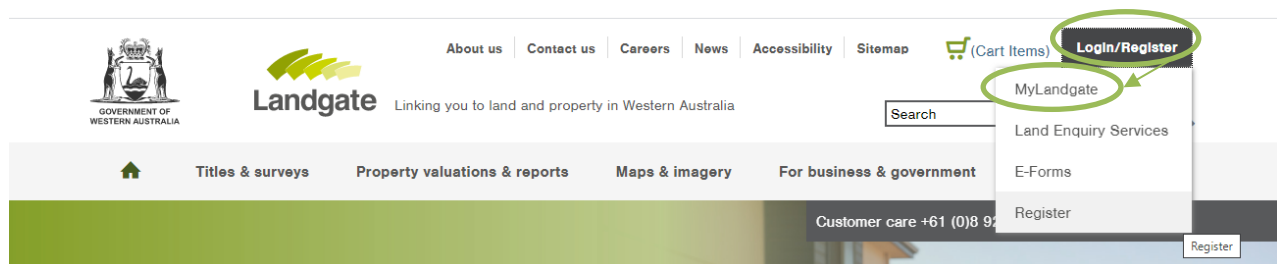 About us Contact us Careers News Accessibility Sitemap (Cart Items) Login/Register
GOVERNMENT OF
WESTERN AUSTRALIA
Landgate Linking you to land and property in Western Australia
Search
MyLandgate
Land Enquiry Services
E-Forms
Register
Titles & surveys Property valuations & reports Maps & imagery For business & government
Customer care +61 (0)8 92
Register